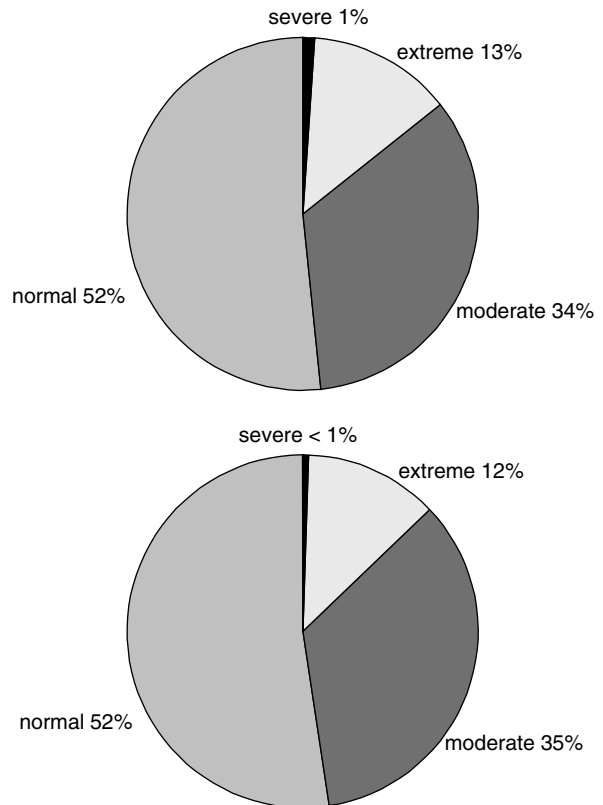 severe 1%
extreme 13%
normal 52%
moderate 34%
severe < 1%
extreme 12%
normal 52%
moderate 35%